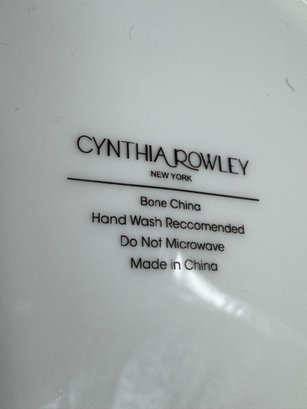 CYNTHIA ROWLEY
NEW YORK
Bone China
Hand Wash Reccomended
Do Not Microwave
Made in China